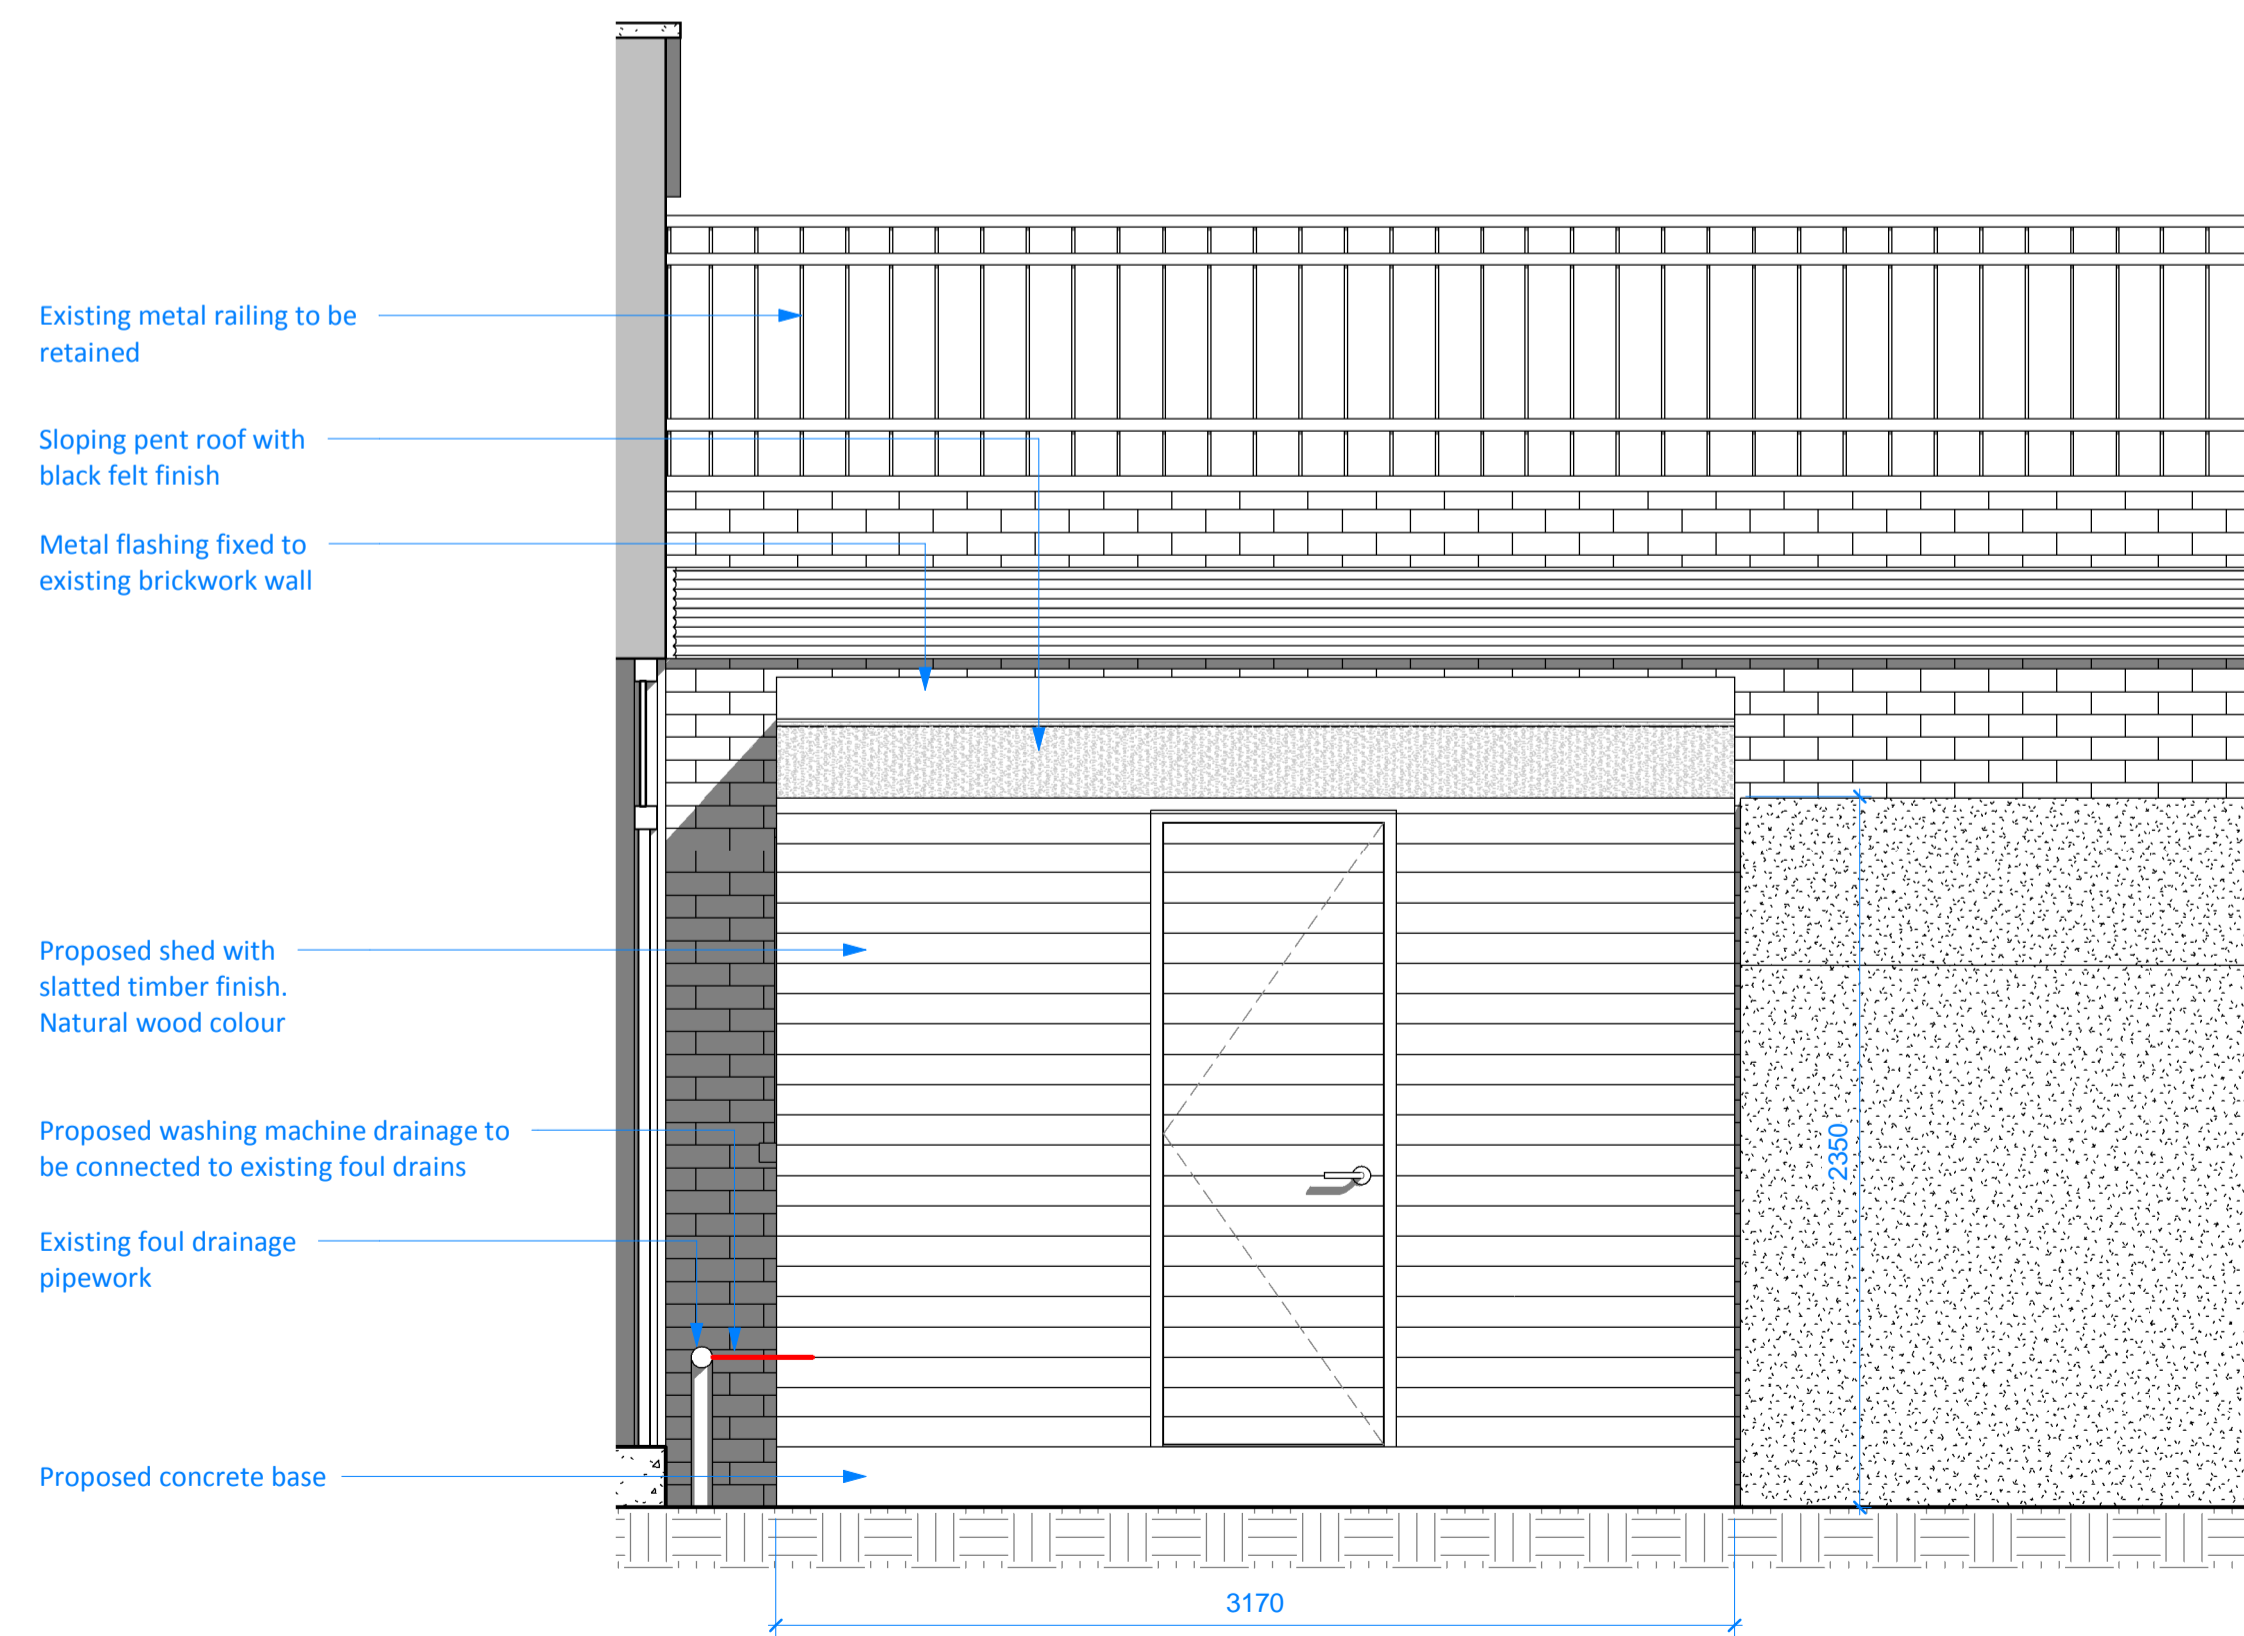 Existing metal railing to be
retained
Sloping pent roof with
black felt finish
Metal flashing fixed to
existing brickwork wall
Proposed shed with
slatted timber finish.
Natural wood colour
Proposed washing machine drainage to
be connected to existing foul drains
Existing foul drainage
pipework
Proposed concrete base
2350
3170